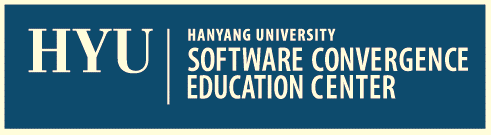 HYU
HANYANG UNIVERSITY
SOFTWARE CONVERGENCE
EDUCATION CENTER